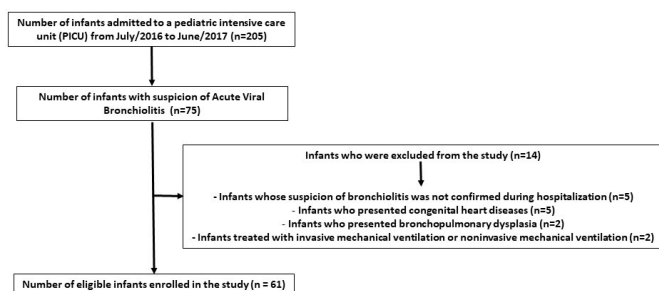 Number of infants admitted to a pediatric intensive care
unit (PICU) from July/2016 to June/2017 (n=205)
Number of infants with suspicion of Acute Viral
Bronchiolitis (n=75)
Infants who were excluded from the study (n=14)
- Infants whose suspicion of bronchiolitis was not confirmed during hospitalization (n=5)
- Infants who presented congenital heart diseases (n=5)
- Infants who presented bronchopulmonary dysplasia (n=2)
- Infants treated with invasive mechanical ventilation or noninvasive mechanical ventilation (n=2)
Number of eligible infants enrolled in the study (n = 61)